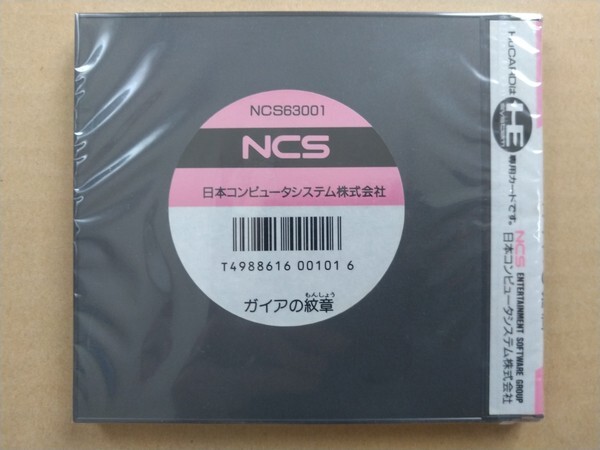 NCS63001
NCS
日本コンピュータシステム株式会社
T4988616 00101 6
もんしょう
ガイアの紋章
HuCARDは
HE
SYSTEM
専用カードです。
NCS ENTERTAINMENT SOFTWARE GROUP
日本コンピュータシステム株式会社